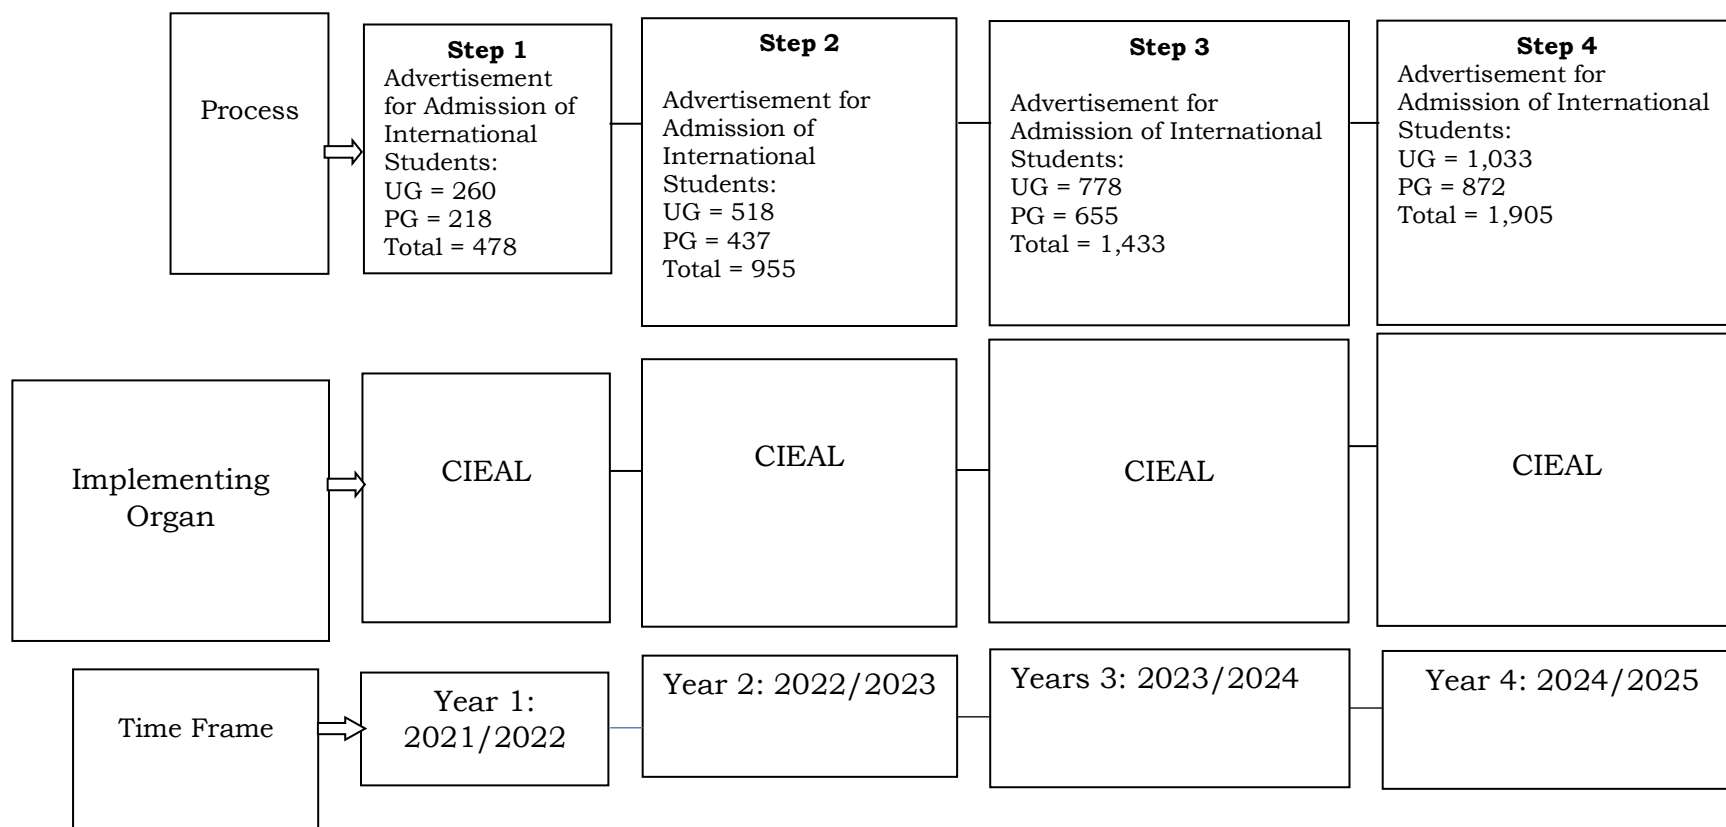 Process
Step 1
Advertisement
for Admission of
International
Students:
UG = 260
PG = 218
Total = 478
Step 2
Advertisement for
Admission of
International
Students:
UG = 518
PG = 437
Total = 955
Step 3
Advertisement for
Admission of International
Students:
UG = 778
PG = 655
Total = 1,433
Step 4
Advertisement for
Admission of International
Students:
UG = 1,033
PG = 872
Total = 1,905
Implementing
Organ
CIEAL
CIEAL
CIEAL
CIEAL
Time Frame
Year 1:
2021/2022
Year 2: 2022/2023
Years 3: 2023/2024
Year 4: 2024/2025